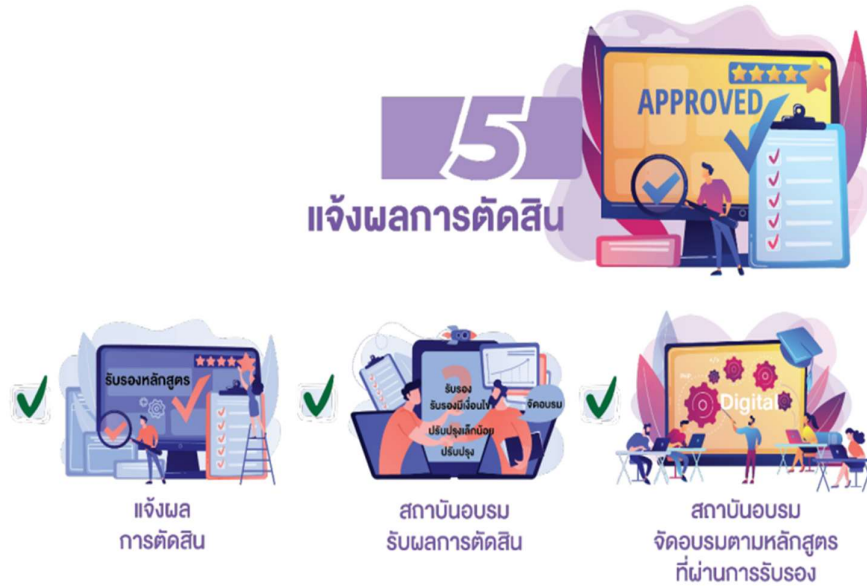 5
APPROVED
แจ้งผลการตัดสิน
รับรองหลักสูตร
แจ้งผล
การตัดสิน
รับรอง
รับรองมีเงื่อนไข
ปรับปรุงเล็กน้อย
ปรับปรุง
จัดอบรม
สถาบันอบรม
รับผลการตัดสิน
Digital
สถาบันอบรม
จัดอบรมตามหลักสูตร
ที่ผ่านการรับรอง